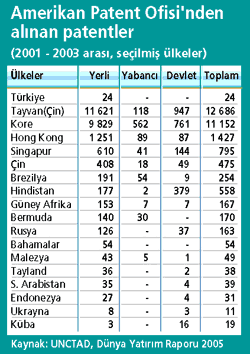 Amerikan Patent Ofisi'nden
alınan patentler
(2001 - 2003 arası, seçilmiş ülkeler)
Ülkeler Yerli Yabancı Devlet Toplam
Türkiye 24 - - 24
Tayvan(Çin) 11 621 118 947 12 686
Kore 9 829 562 761 11 152
Hong Kong 1 251 89 87 1 427
Singapur 610 41 144 795
Çin 408 18 49 475
Brezilya 191 54 9 254
Hindistan 177 2 379 558
Güney Afrika 153 7 7 167
Bermuda 140 30 - 170
Rusya 126 - 37 163
Bahamalar 54 - - 54
Malezya 43 5 1 49
Tayland 36 - 2 38
S. Arabistan 35 - 4 39
Endonezya 27 - 4 31
Ukrayna 8 - 3 11
Küba 3 - 16 19
Kaynak: UNCTAD, Dünya Yatırım Raporu 2005